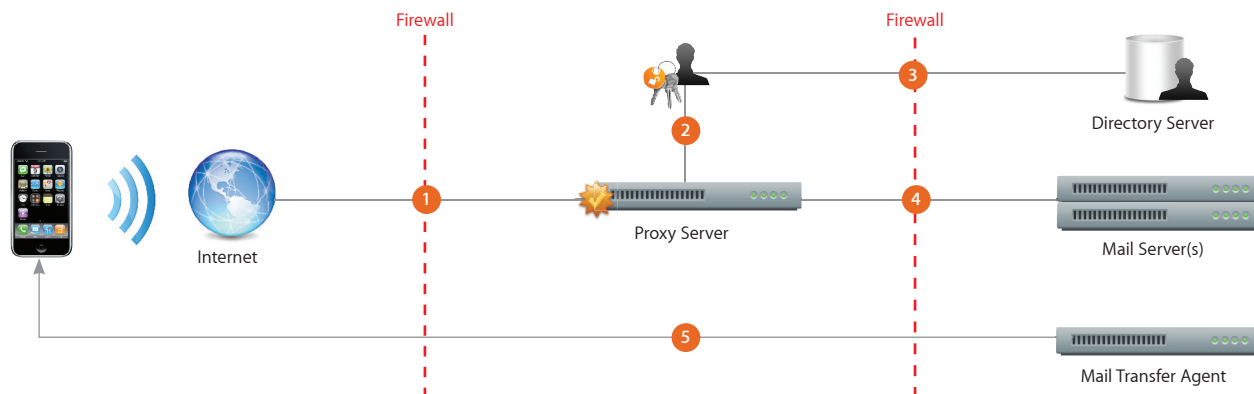 Firewall
Firewall
3
Directory Server
2
1
4
Proxy Server
Mail Server(s)
Internet
5
Mail Transfer Agent